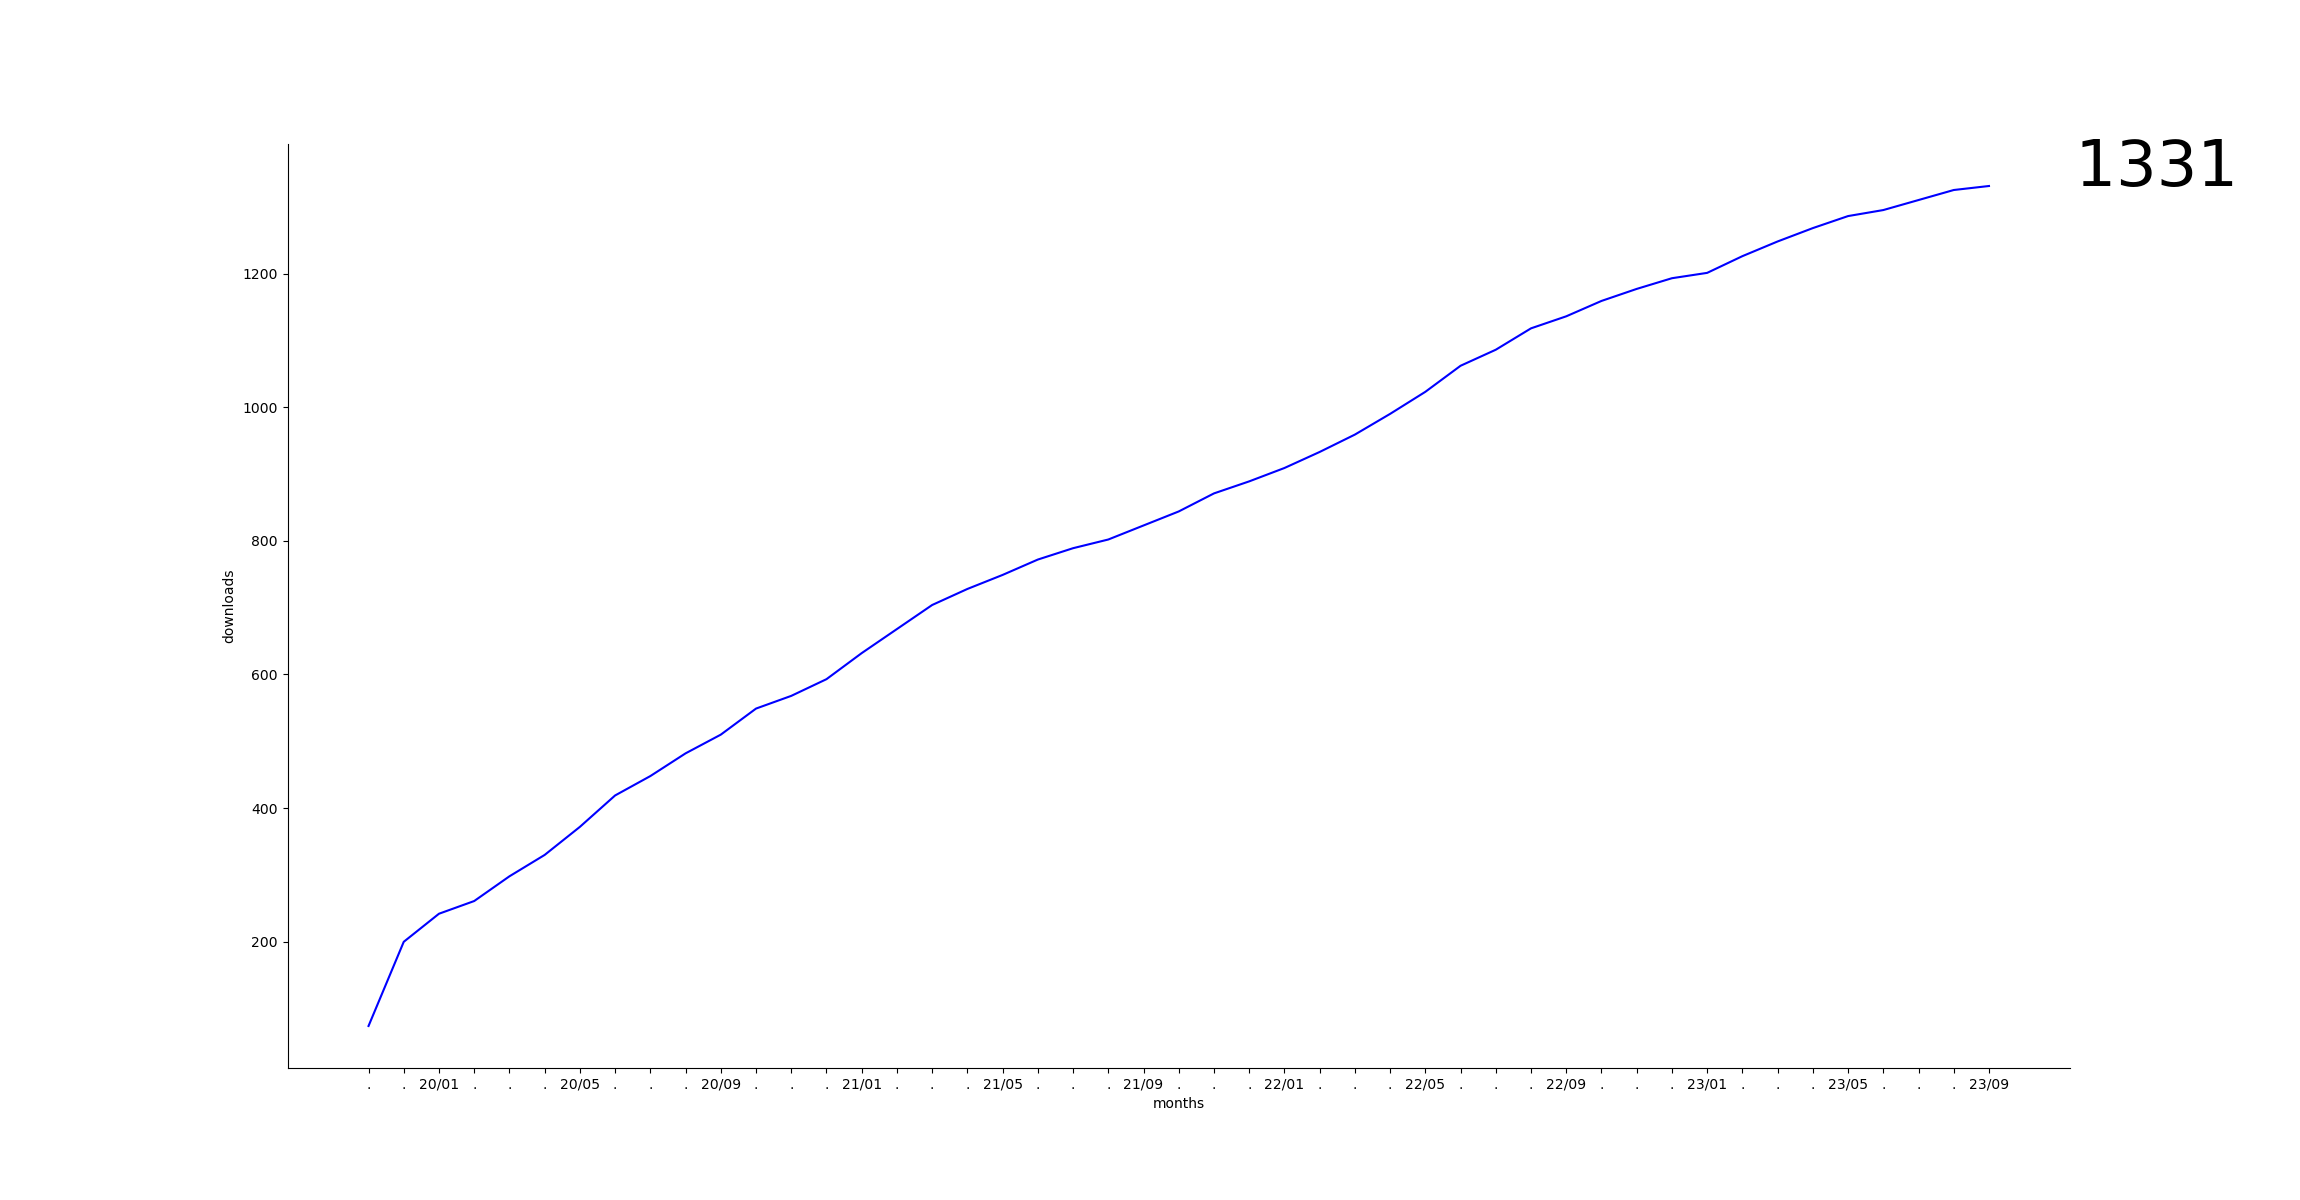 1331
1200
1000
800
600
400
200
downloads
. . 20/01 . . . 20/05 . . . 20/09 . . . 21/01 . . . 21/05 . . . 21/09 . . . 22/01 . . . 22/05 . . . 22/09 . . . 23/01 . . . 23/05 . . . 23/09
months